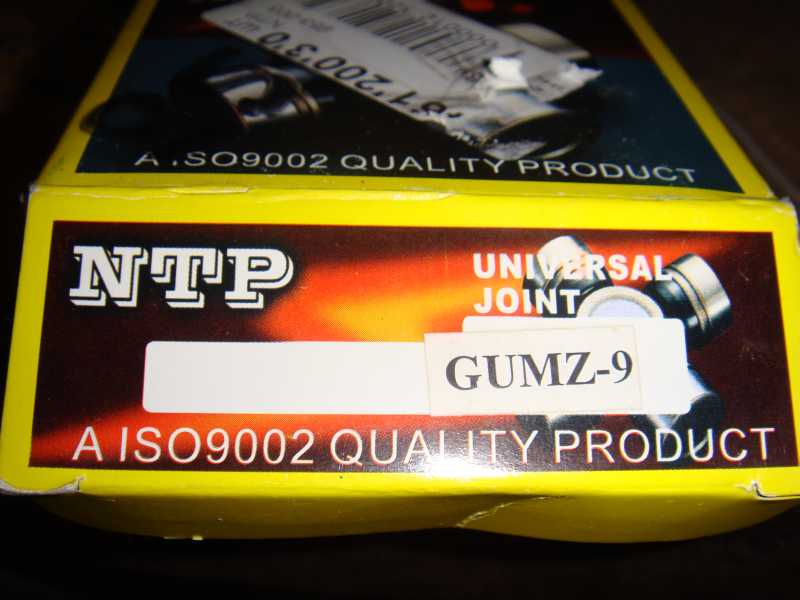 A ISO9002 QUALITY PRODUCT
NTP
UNIVERSAL
JOINT
GUMZ-9
A ISO9002 QUALITY PRODUCT